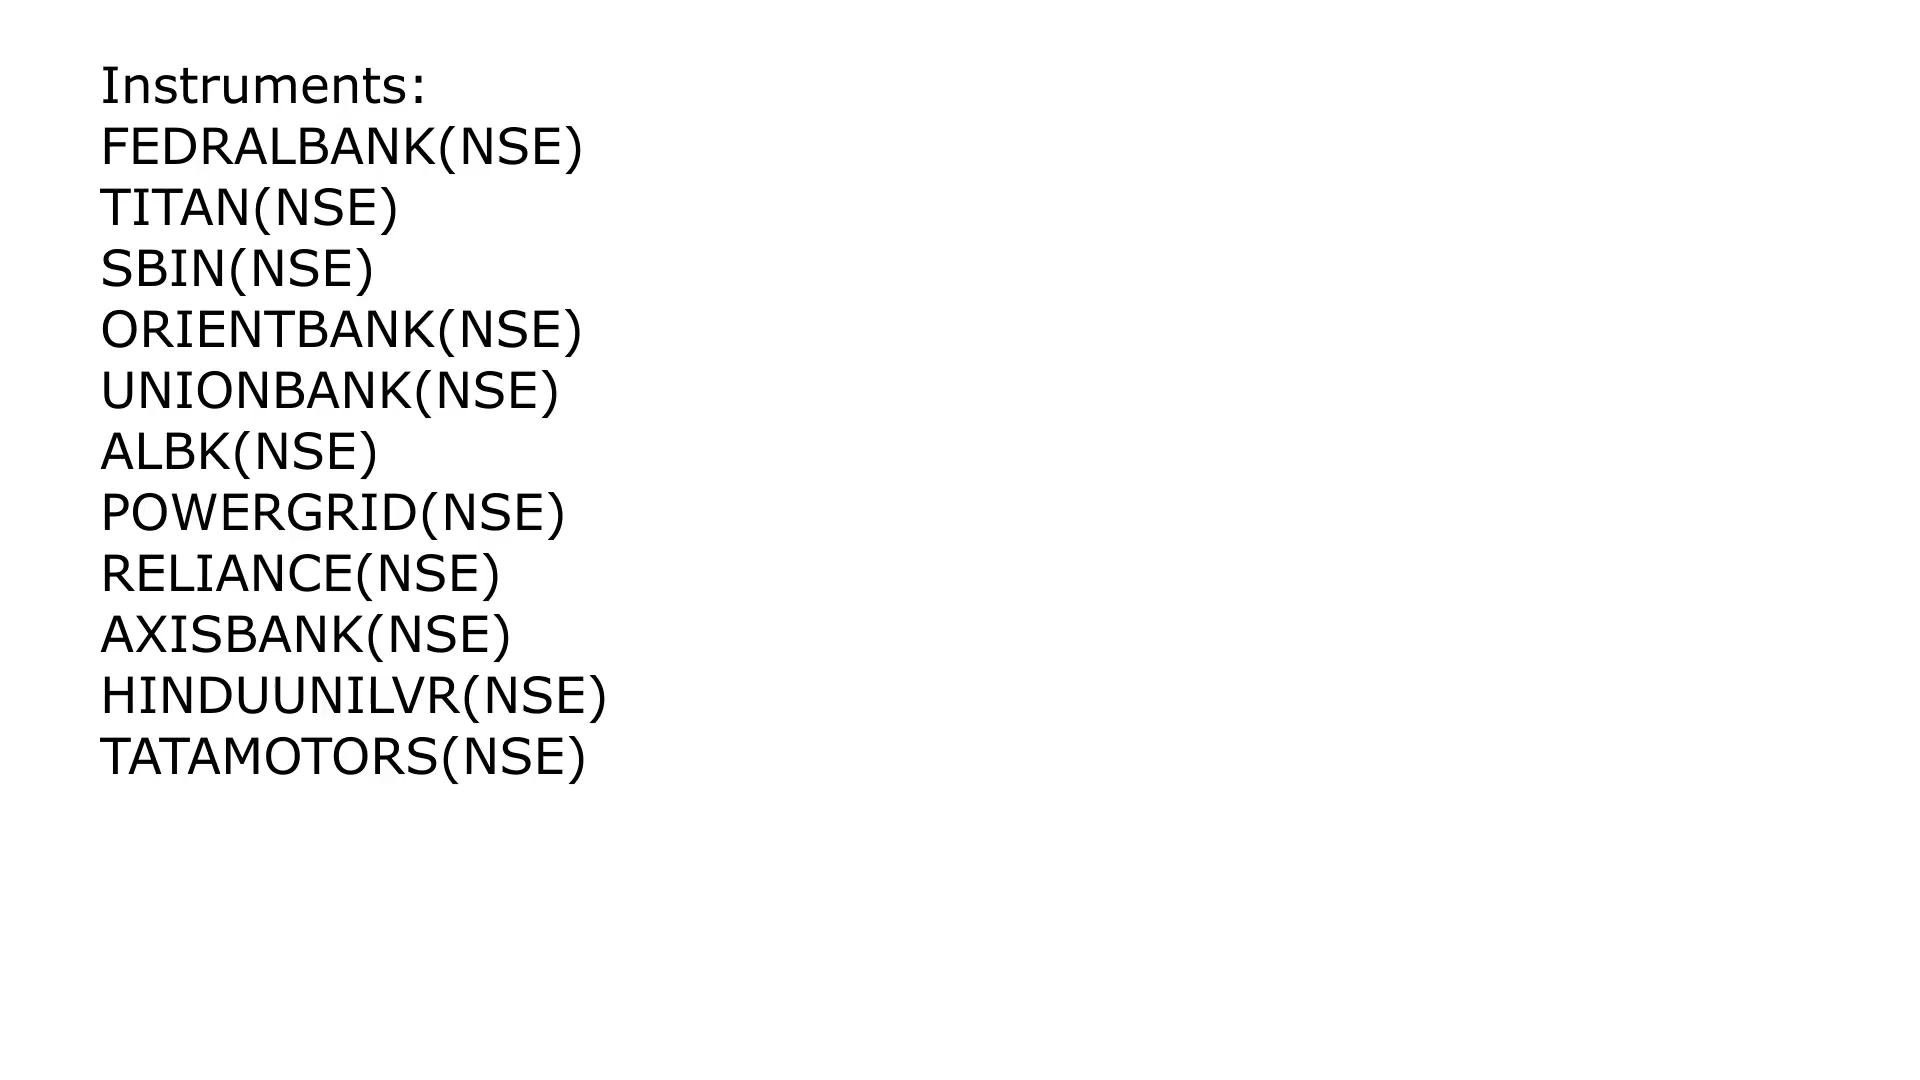 Instruments:
FEDRALBANK(NSE)
TITAN(NSE)
SBIN(NSE)
ORIENTBANK(NSE)
UNIONBANK(NSE)
ALBK(NSE)
POWERGRID(NSE)
RELIANCE(NSE)
AXISBANK(NSE)
HINDUUNILVR(NSE)
TATAMOTORS(NSE)